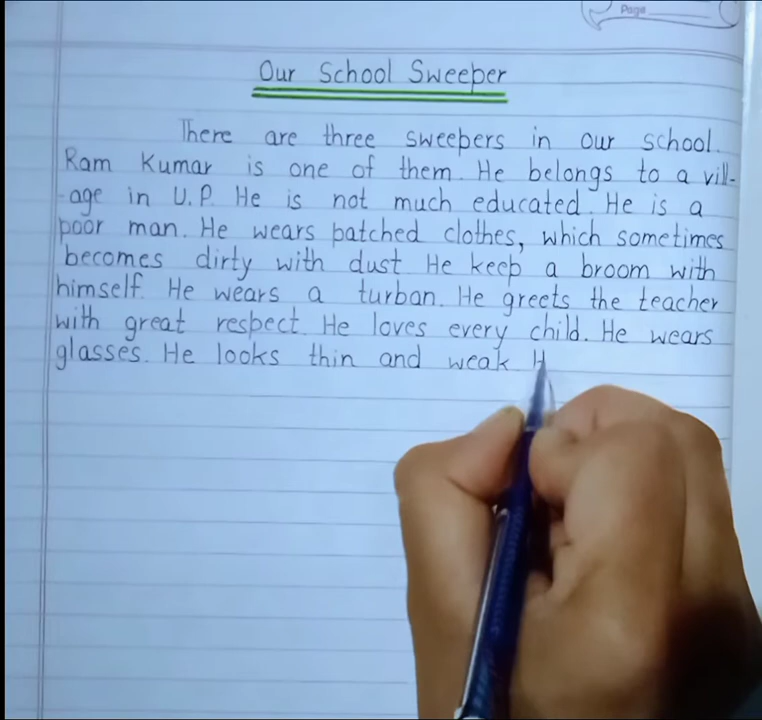 Page
Our School Sweeper
There are three sweepers in our school.
Ram Kumar is one of them. He belongs to a vill-
-age in U.P. He is not much educated. He is a
poor man. He wears patched clothes, which sometimes
becomes dirty with dust. He keep a broom with
himself. He wears a turban. He greets the teacher
with great respect. He loves every child. He wears
glasses. He looks thin and weak H